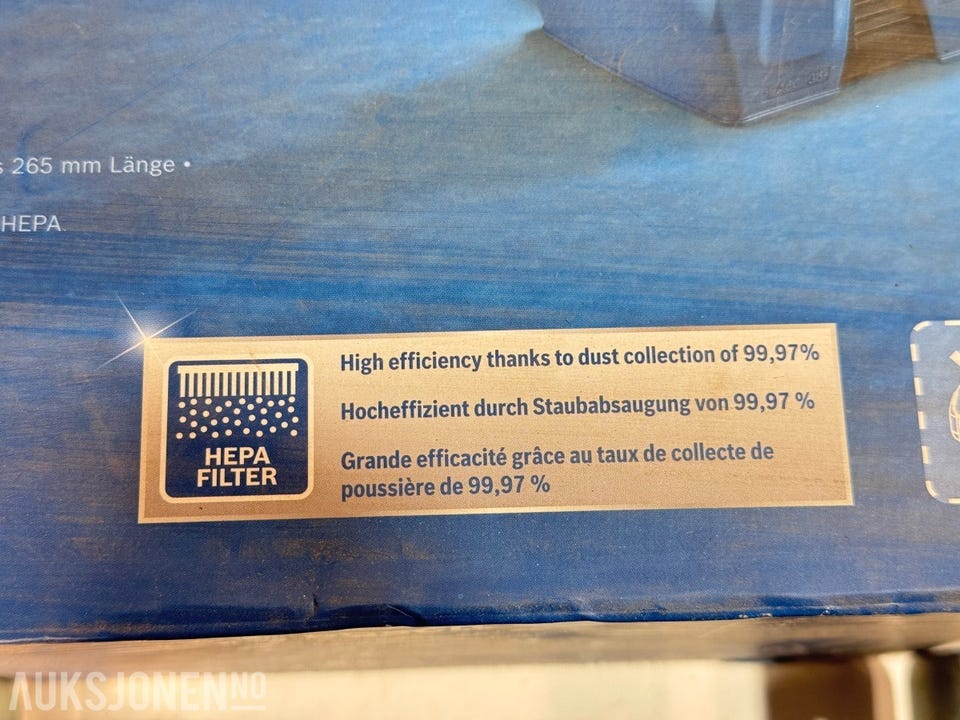 265 mm Länge •
HEPA
High efficiency thanks to dust collection of 99,97%
Hocheffizient durch Staubabsaugung von 99,97 %
Grande efficacité grâce au taux de collecte de
poussière de 99,97 %
HEPA
FILTER
AUKSJONEN NO